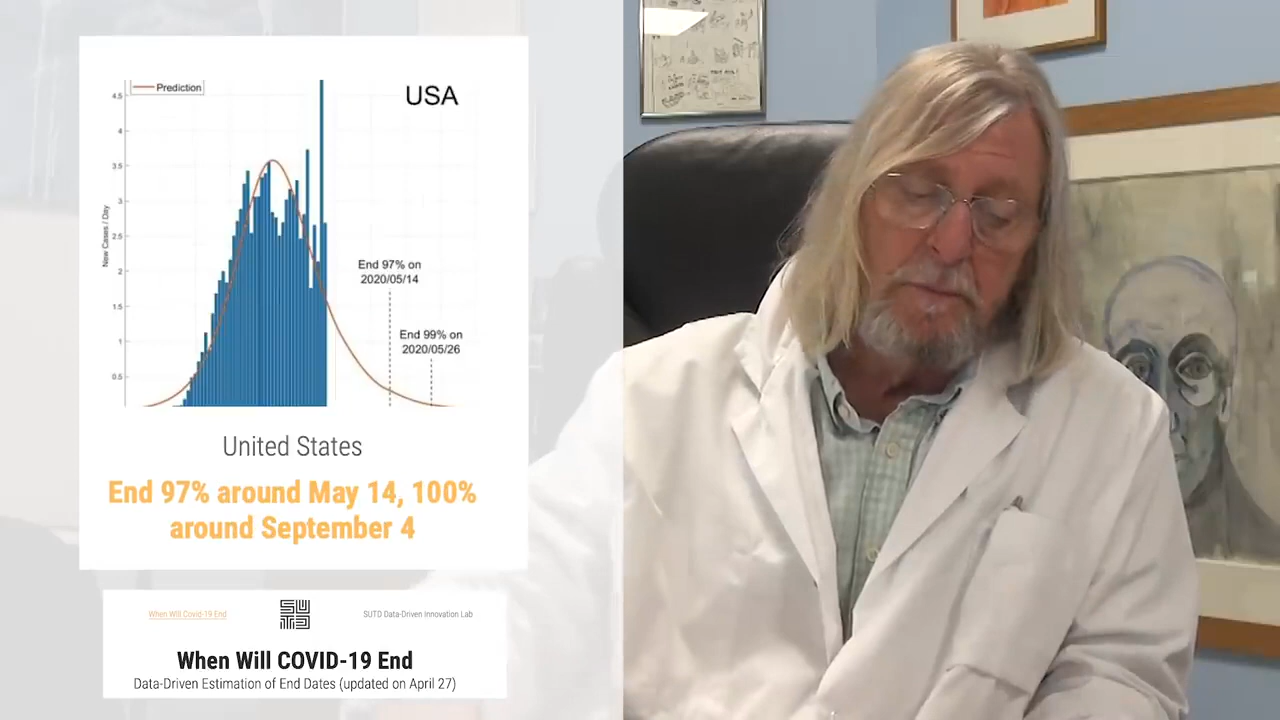 Prediction
USA
4.5
4
3.5
3
2.5
2
1.5
1
0.5
New Cases / Day
End 97% on
2020/05/14
End 99% on
2020/05/26
United States
End 97% around May 14, 100%
around September 4
When Will Covid-19 End
SUTD
SUTD Data-Driven Innovation Lab
When Will COVID-19 End
Data-Driven Estimation of End Dates (updated on April 27)